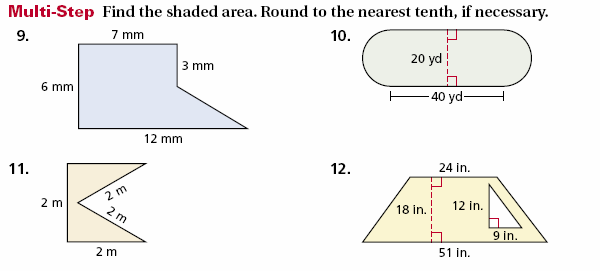 Multi-Step Find the shaded area. Round to the nearest tenth, if necessary.
9.
7 mm
3 mm
6 mm
12 mm
10.
20 yd
40 yd
11.
2 m
2 m
2 m
2 m
12.
24 in.
18 in.
12 in.
9 in.
51 in.